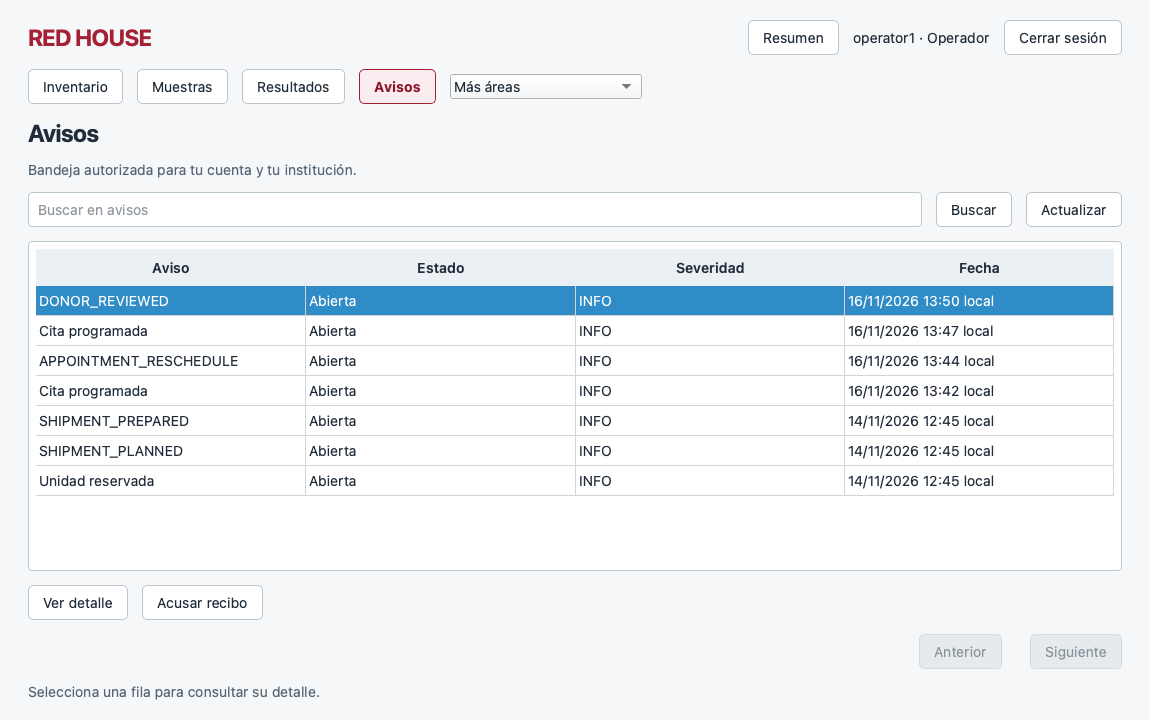 RED HOUSE
Resumen
operator1 · Operador
Cerrar sesión
Inventario
Muestras
Resultados
Avisos
Más áreas
Avisos
Bandeja autorizada para tu cuenta y tu institución.
Buscar en avisos
Buscar
Actualizar
Aviso Estado Severidad Fecha
DONOR_REVIEWED Abierta INFO 16/11/2026 13:50 local
Cita programada Abierta INFO 16/11/2026 13:47 local
APPOINTMENT_RESCHEDULE Abierta INFO 16/11/2026 13:44 local
Cita programada Abierta INFO 16/11/2026 13:42 local
SHIPMENT_PREPARED Abierta INFO 14/11/2026 12:45 local
SHIPMENT_PLANNED Abierta INFO 14/11/2026 12:45 local
Unidad reservada Abierta INFO 14/11/2026 12:45 local
Ver detalle
Acusar recibo
Anterior
Siguiente
Selecciona una fila para consultar su detalle.